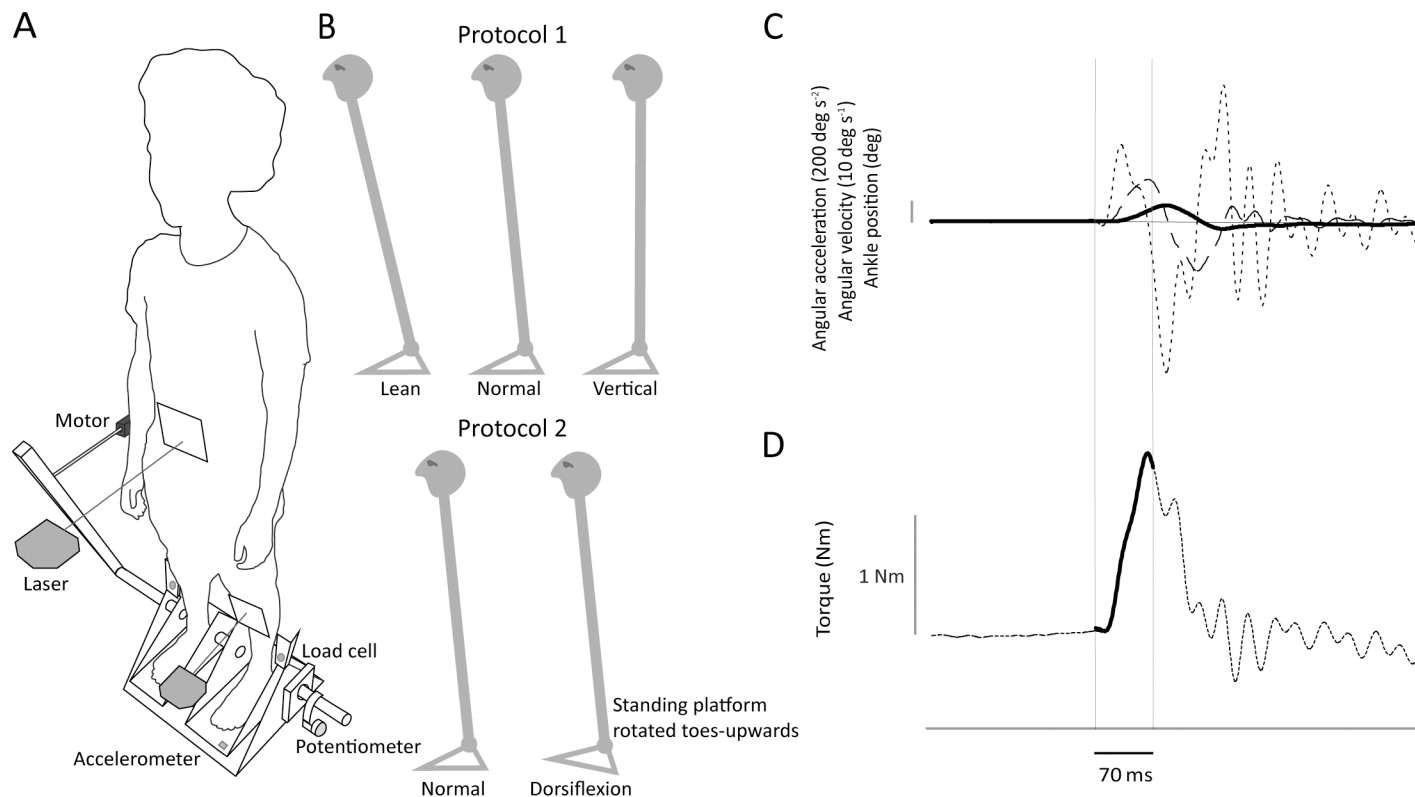 A
B
Protocol 1
Lean
Normal
Vertical
Protocol 2
Standing platform
rotated toes-upwards
Normal
Dorsiflexion
Motor
Laser
Load cell
Potentiometer
Accelerometer
C
Angular acceleration (200 deg s⁻²)
Angular velocity (10 deg s⁻¹)
Ankle position (deg)
D
Torque (Nm)
1 Nm
70 ms